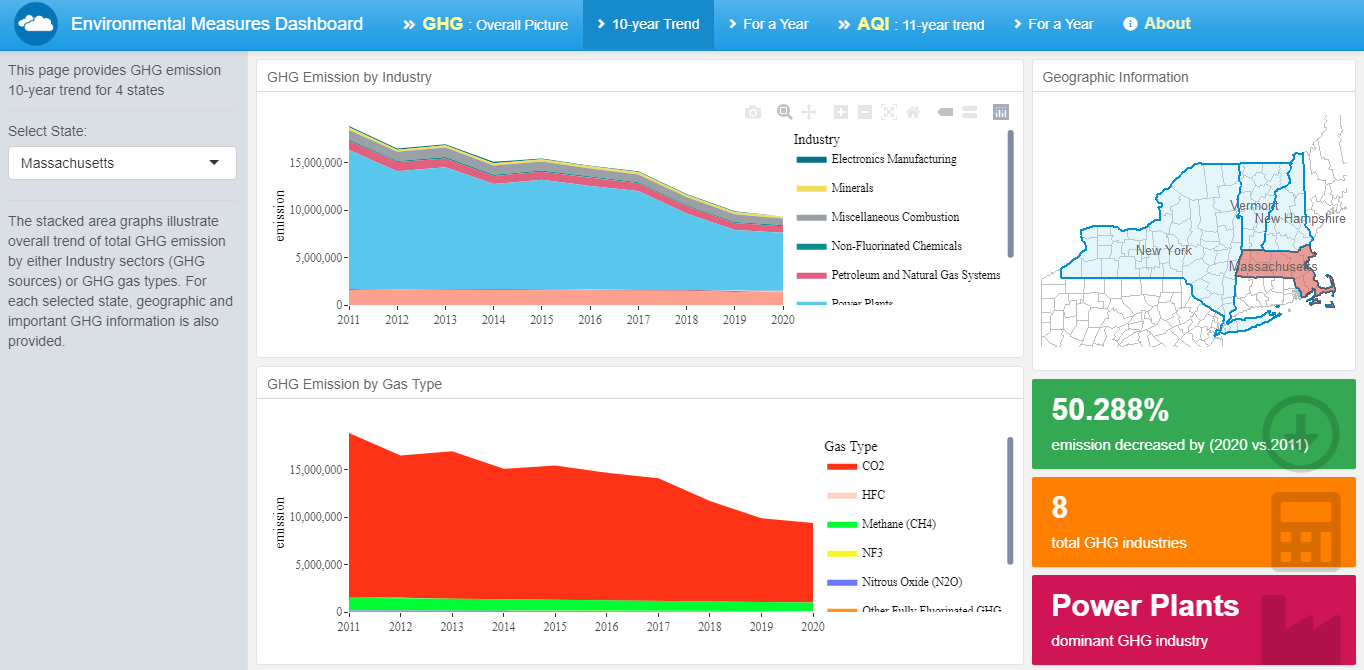 Environmental Measures Dashboard
GHG : Overall Picture
10-year Trend
For a Year
AQI : 11-year trend
For a Year
About
This page provides GHG emission
10-year trend for 4 states
Select State:
Massachusetts
The stacked area graphs illustrate
overall trend of total GHG emission
by either Industry sectors (GHG
sources) or GHG gas types. For
each selected state, geographic and
important GHG information is also
provided.
GHG Emission by Industry
emission
15,000,000
10,000,000
5,000,000
0
2011 2012 2013 2014 2015 2016 2017 2018 2019 2020
Industry
Electronics Manufacturing
Minerals
Miscellaneous Combustion
Non-Fluorinated Chemicals
Petroleum and Natural Gas Systems
Power Plants
GHG Emission by Gas Type
emission
15,000,000
10,000,000
5,000,000
0
2011 2012 2013 2014 2015 2016 2017 2018 2019 2020
Gas Type
CO2
HFC
Methane (CH4)
NF3
Nitrous Oxide (N2O)
Other Fully Fluorinated GHG
Geographic Information
Vermont
New Hampshire
New York
Massachusetts
50.288%
emission decreased by (2020 vs.2011)
8
total GHG industries
Power Plants
dominant GHG industry